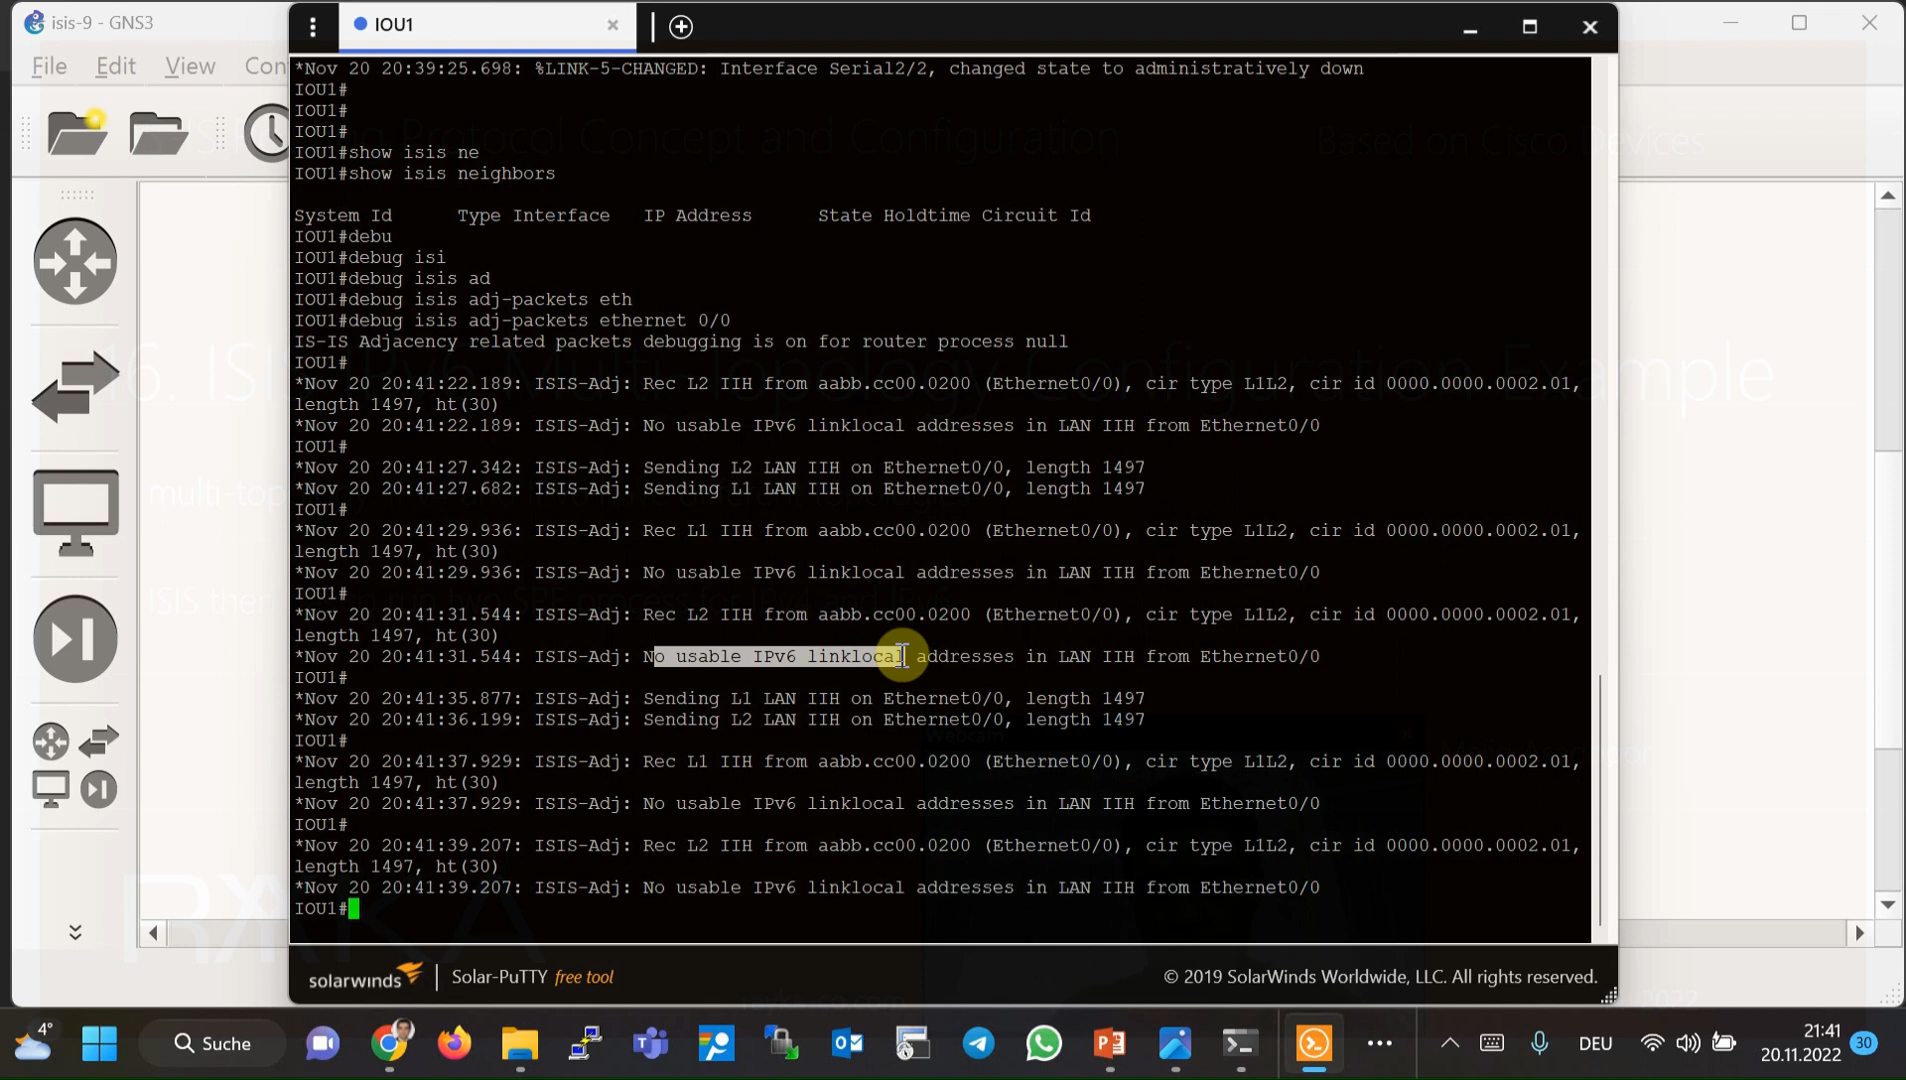 isis-9 - GNS3
IOU1
File Edit View Con
*Nov 20 20:39:25.698: %LINK-5-CHANGED: Interface Serial2/2, changed state to administratively down
IOU1#
IOU1#
IOU1#
IOU1#show isis ne
IOU1#show isis neighbors
System Id Type Interface IP Address State Holdtime Circuit Id
IOU1#debu
IOU1#debug isi
IOU1#debug isis ad
IOU1#debug isis adj-packets eth
IOU1#debug isis adj-packets ethernet 0/0
IS-IS Adjacency related packets debugging is on for router process null
IOU1#
*Nov 20 20:41:22.189: ISIS-Adj: Rec L2 IIH from aabb.cc00.0200 (Ethernet0/0), cir type L1L2, cir id 0000.0000.0002.01,
length 1497, ht(30)
*Nov 20 20:41:22.189: ISIS-Adj: No usable IPv6 linklocal addresses in LAN IIH from Ethernet0/0
IOU1#
*Nov 20 20:41:27.342: ISIS-Adj: Sending L2 LAN IIH on Ethernet0/0, length 1497
*Nov 20 20:41:27.682: ISIS-Adj: Sending L1 LAN IIH on Ethernet0/0, length 1497
IOU1#
*Nov 20 20:41:29.936: ISIS-Adj: Rec L1 IIH from aabb.cc00.0200 (Ethernet0/0), cir type L1L2, cir id 0000.0000.0002.01,
length 1497, ht(30)
*Nov 20 20:41:29.936: ISIS-Adj: No usable IPv6 linklocal addresses in LAN IIH from Ethernet0/0
IOU1#
*Nov 20 20:41:31.544: ISIS-Adj: Rec L2 IIH from aabb.cc00.0200 (Ethernet0/0), cir type L1L2, cir id 0000.0000.0002.01,
length 1497, ht(30)
*Nov 20 20:41:31.544: ISIS-Adj: No usable IPv6 linklocal addresses in LAN IIH from Ethernet0/0
IOU1#
*Nov 20 20:41:35.877: ISIS-Adj: Sending L1 LAN IIH on Ethernet0/0, length 1497
*Nov 20 20:41:36.199: ISIS-Adj: Sending L2 LAN IIH on Ethernet0/0, length 1497
IOU1#
*Nov 20 20:41:37.929: ISIS-Adj: Rec L1 IIH from aabb.cc00.0200 (Ethernet0/0), cir type L1L2, cir id 0000.0000.0002.01,
length 1497, ht(30)
*Nov 20 20:41:37.929: ISIS-Adj: No usable IPv6 linklocal addresses in LAN IIH from Ethernet0/0
IOU1#
*Nov 20 20:41:39.207: ISIS-Adj: Rec L2 IIH from aabb.cc00.0200 (Ethernet0/0), cir type L1L2, cir id 0000.0000.0002.01,
length 1497, ht(30)
*Nov 20 20:41:39.207: ISIS-Adj: No usable IPv6 linklocal addresses in LAN IIH from Ethernet0/0
IOU1#
solarwinds Solar-PuTTY free tool © 2019 SolarWinds Worldwide, LLC. All rights reserved.
4° Suche DEU 21:41 30
20.11.2022